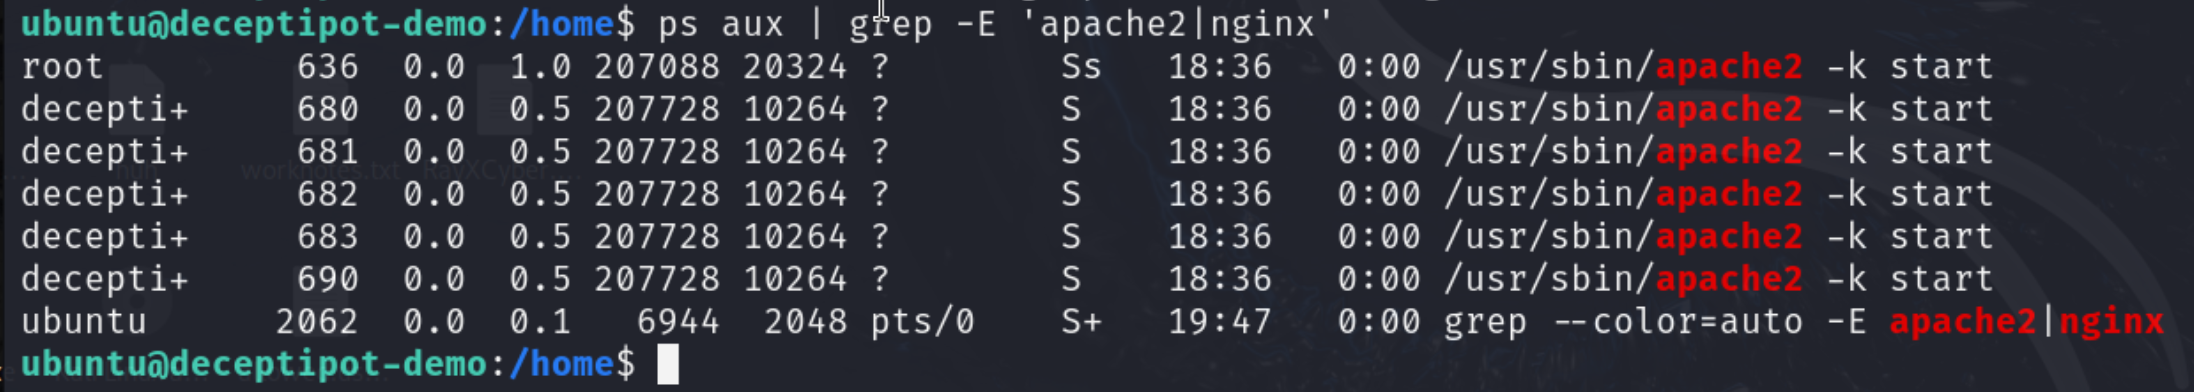 ubuntu@deceptipot-demo:/home$ ps aux | grep -E 'apache2|nginx'
root         636  0.0  1.0 207088 20324 ?        Ss   18:36   0:00 /usr/sbin/apache2 -k start
decepti+     680  0.0  0.5 207728 10264 ?        S    18:36   0:00 /usr/sbin/apache2 -k start
decepti+     681  0.0  0.5 207728 10264 ?        S    18:36   0:00 /usr/sbin/apache2 -k start
decepti+     682  0.0  0.5 207728 10264 ?        S    18:36   0:00 /usr/sbin/apache2 -k start
decepti+     683  0.0  0.5 207728 10264 ?        S    18:36   0:00 /usr/sbin/apache2 -k start
decepti+     690  0.0  0.5 207728 10264 ?        S    18:36   0:00 /usr/sbin/apache2 -k start
ubuntu      2062  0.0  0.1   6944  2048 pts/0    S+   19:47   0:00 grep --color=auto -E apache2|nginx
ubuntu@deceptipot-demo:/home$
worknotes.txt